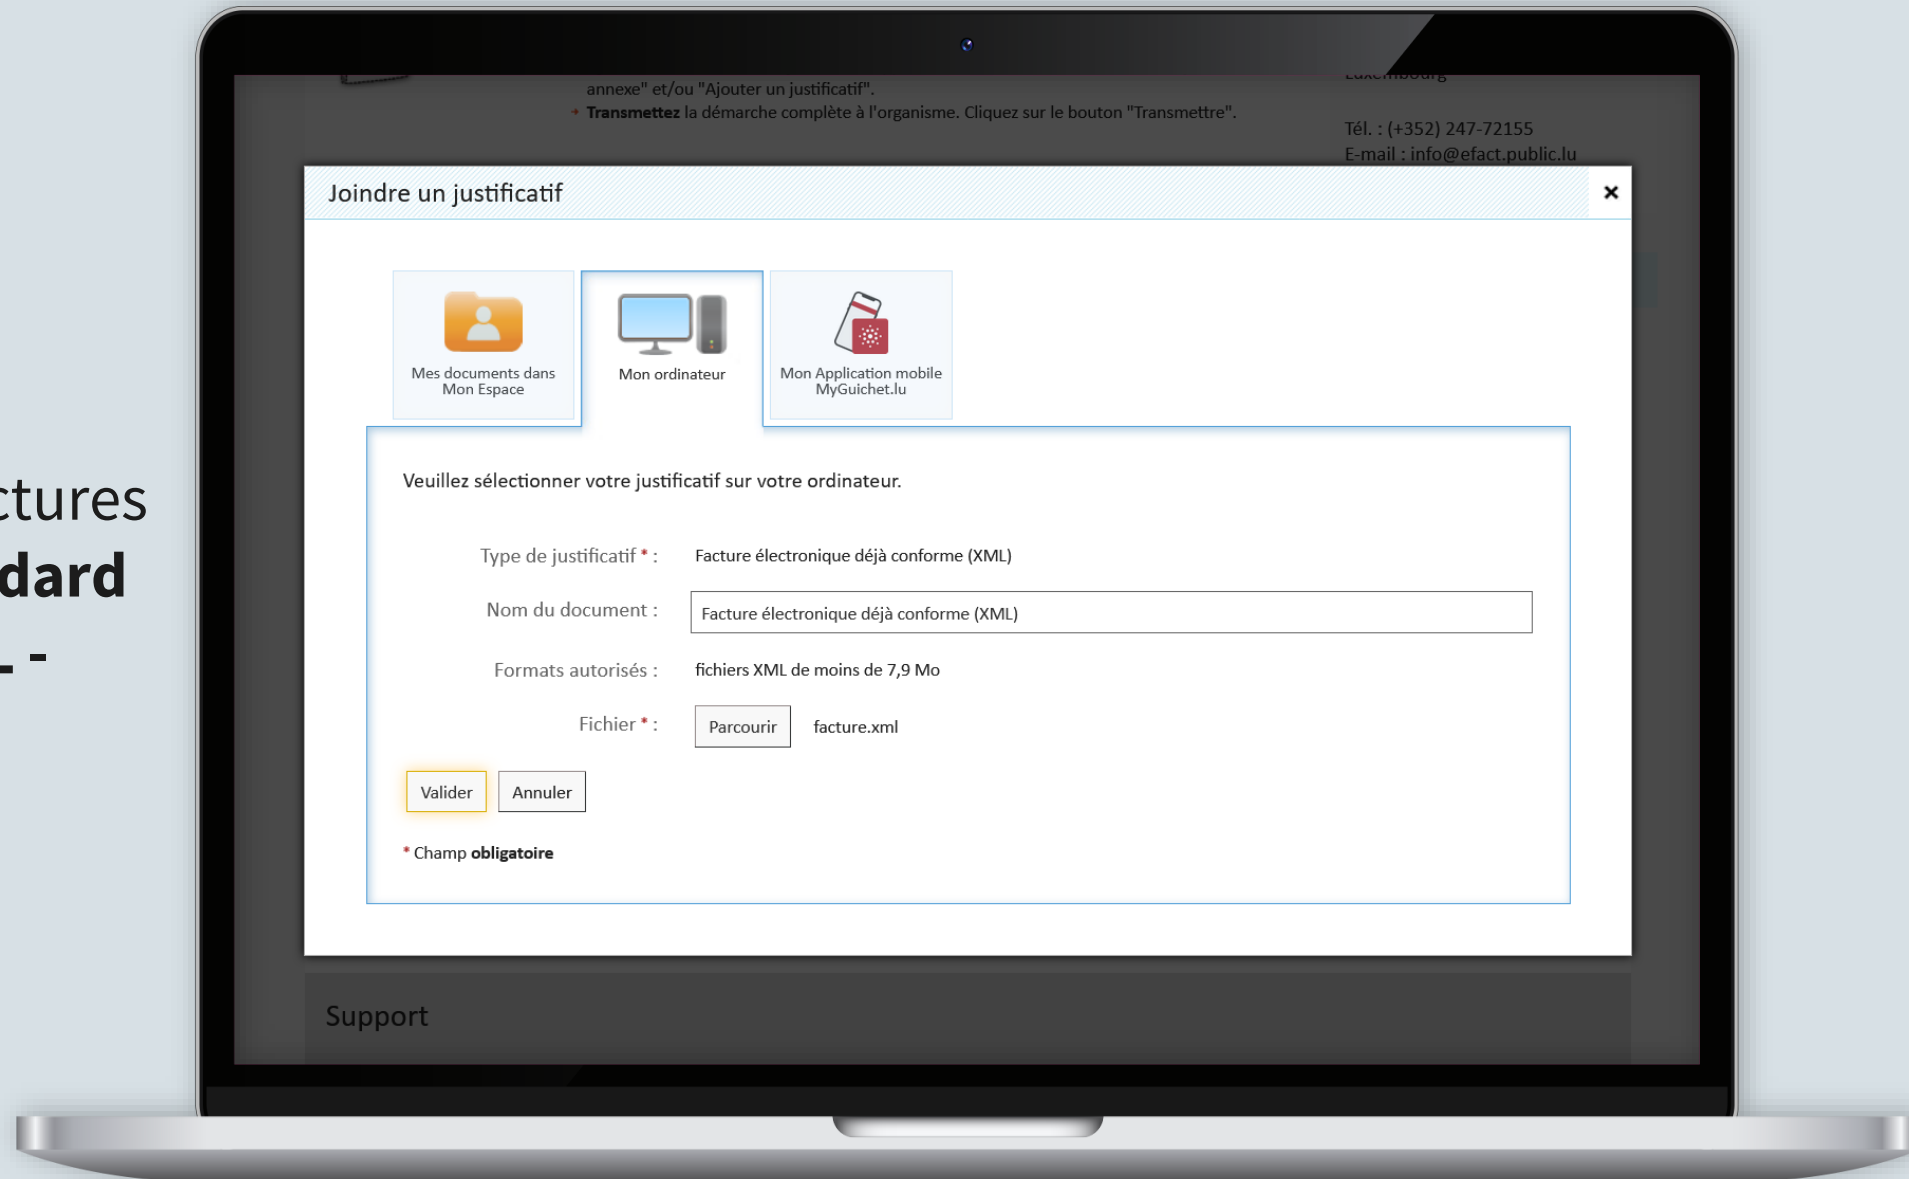 annexe" et/ou "Ajouter un justificatif".
Transmettez la démarche complète à l'organisme. Cliquez sur le bouton "Transmettre".
Luxembourg
Tél. : (+352) 247-72155
E-mail : info@efact.public.lu
Joindre un justificatif
Mes documents dans
Mon Espace
Mon ordinateur
Mon Application mobile
MyGuichet.lu
Veuillez sélectionner votre justificatif sur votre ordinateur.
Type de justificatif * : Facture électronique déjà conforme (XML)
Nom du document : Facture électronique déjà conforme (XML)
Formats autorisés : fichiers XML de moins de 7,9 Mo
Fichier * : Parcourir facture.xml
Valider Annuler
* Champ obligatoire
Support
ctures
dard
-